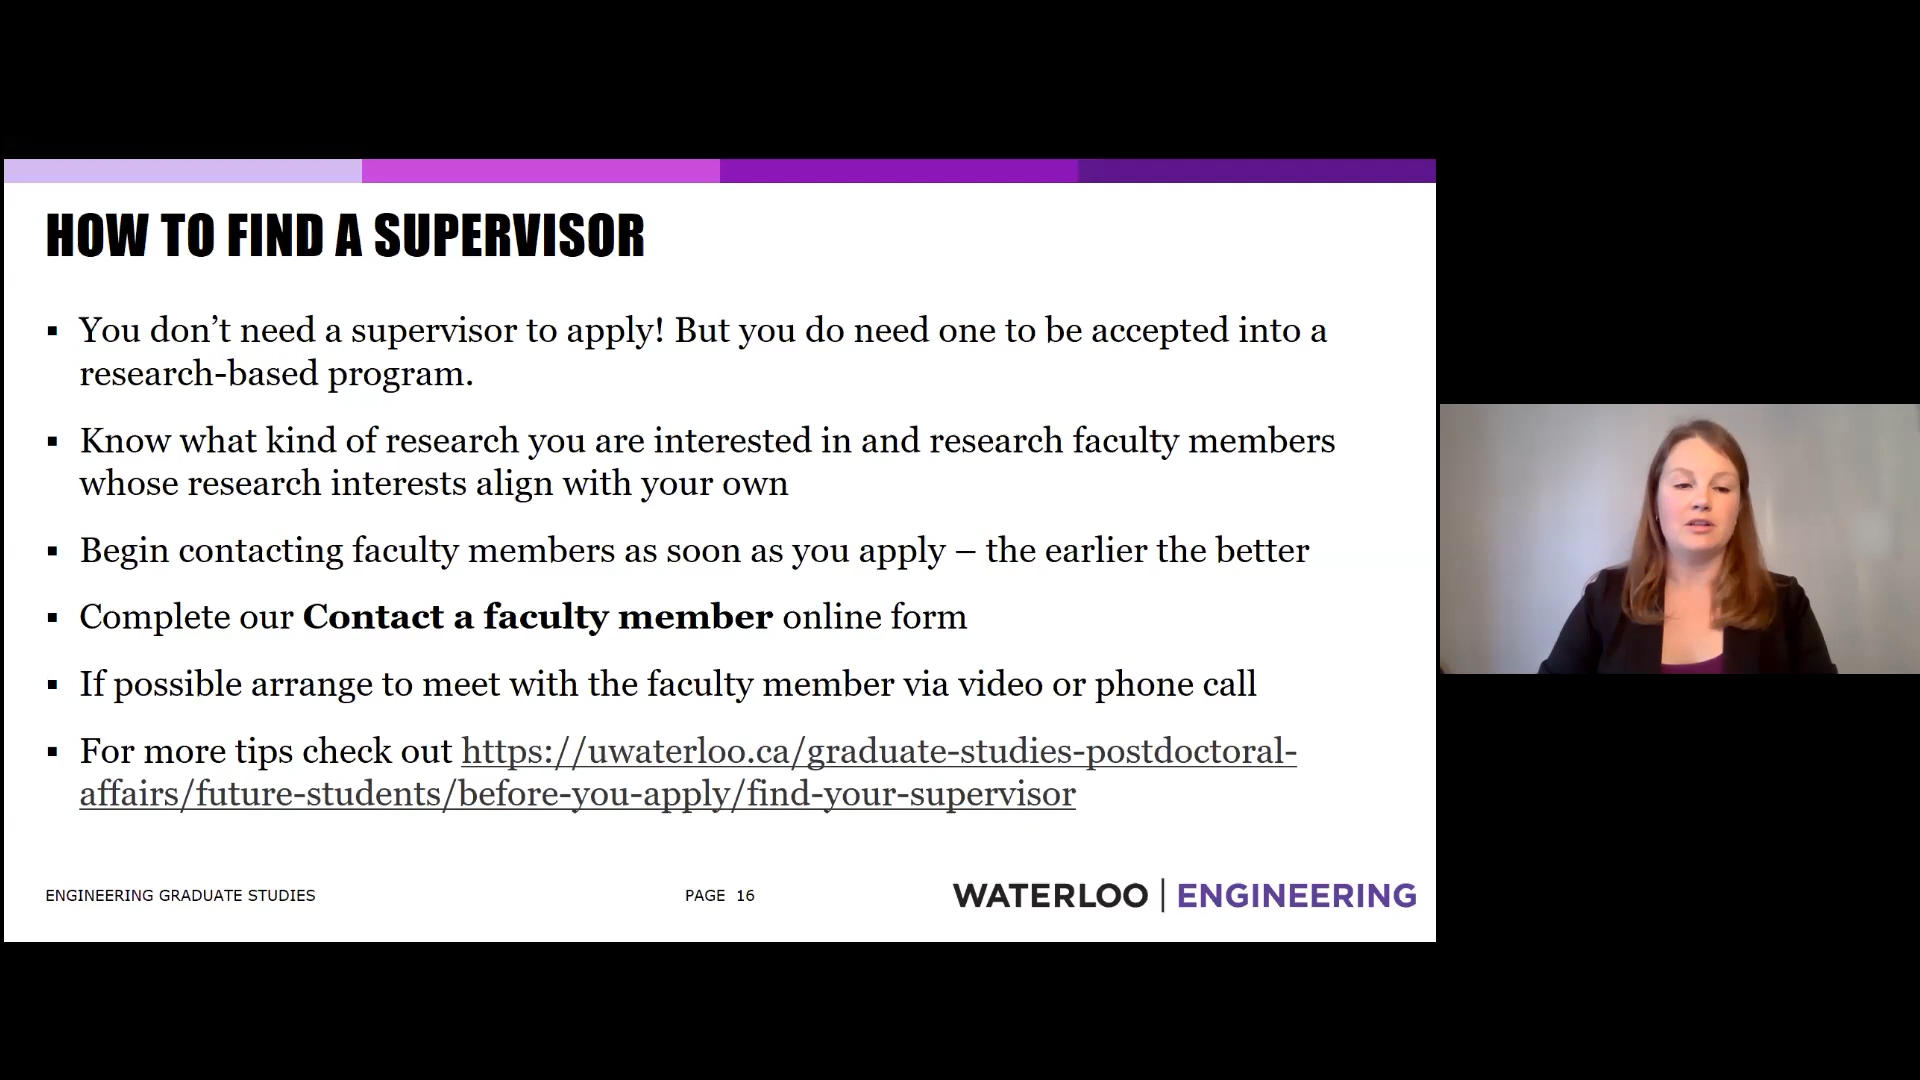 HOW TO FIND A SUPERVISOR
▪ You don’t need a supervisor to apply! But you do need one to be accepted into a
research-based program.
▪ Know what kind of research you are interested in and research faculty members
whose research interests align with your own
▪ Begin contacting faculty members as soon as you apply – the earlier the better
▪ Complete our Contact a faculty member online form
▪ If possible arrange to meet with the faculty member via video or phone call
▪ For more tips check out https://uwaterloo.ca/graduate-studies-postdoctoral-
affairs/future-students/before-you-apply/find-your-supervisor
ENGINEERING GRADUATE STUDIES
PAGE 16
WATERLOO | ENGINEERING